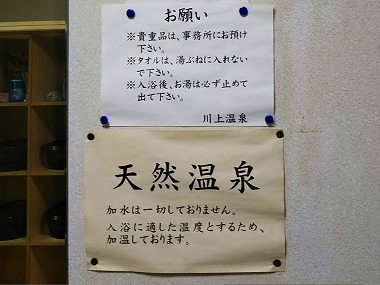 お願い
※貴重品は、事務所にお預け
下さい。
※タオルは、湯ぶねに入れない
で下さい。
※入浴後、お湯は必ず止めて
出て下さい。
川上温泉
天然温泉
加水は一切しておりません。
入浴に適した温度とするため、
加温しております。